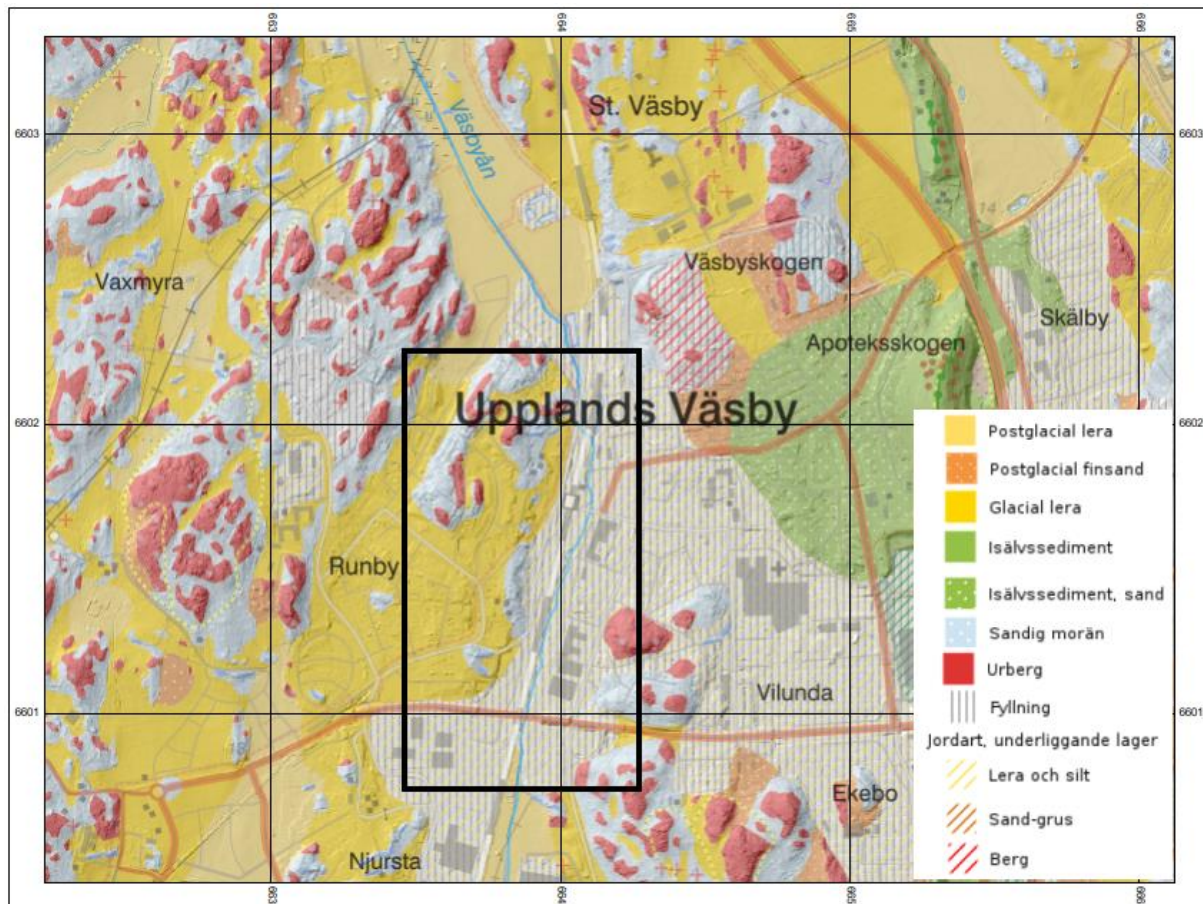 663
664
665
666
6603
St. Väsby
6603
Väsbyån
14
Väsbyskogen
Vaxmyra
Skälby
Apoteksskogen
6602
Upplands Väsby
6602
Postglacial lera
Postglacial finsand
Glacial lera
Runby
Isälvssediment
Isälvssediment, sand
Sandig morän
Urberg
Vilunda
Fyllning
6601
6601
Jordart, underliggande lager
Lera och silt
Ekebo
Sand-grus
Njursta
Berg
663
664
665
666